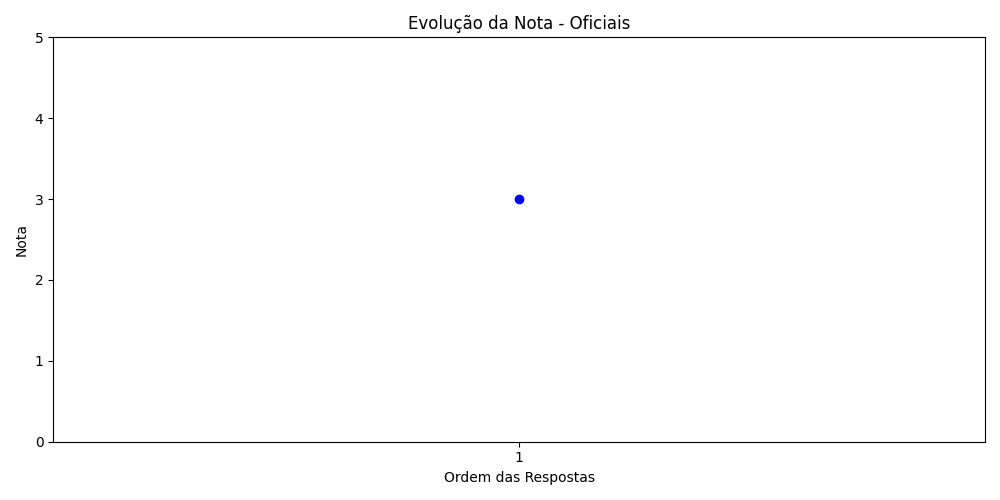 Evolução da Nota - Oficiais
5
4
3
2
1
0
Nota
1
Ordem das Respostas